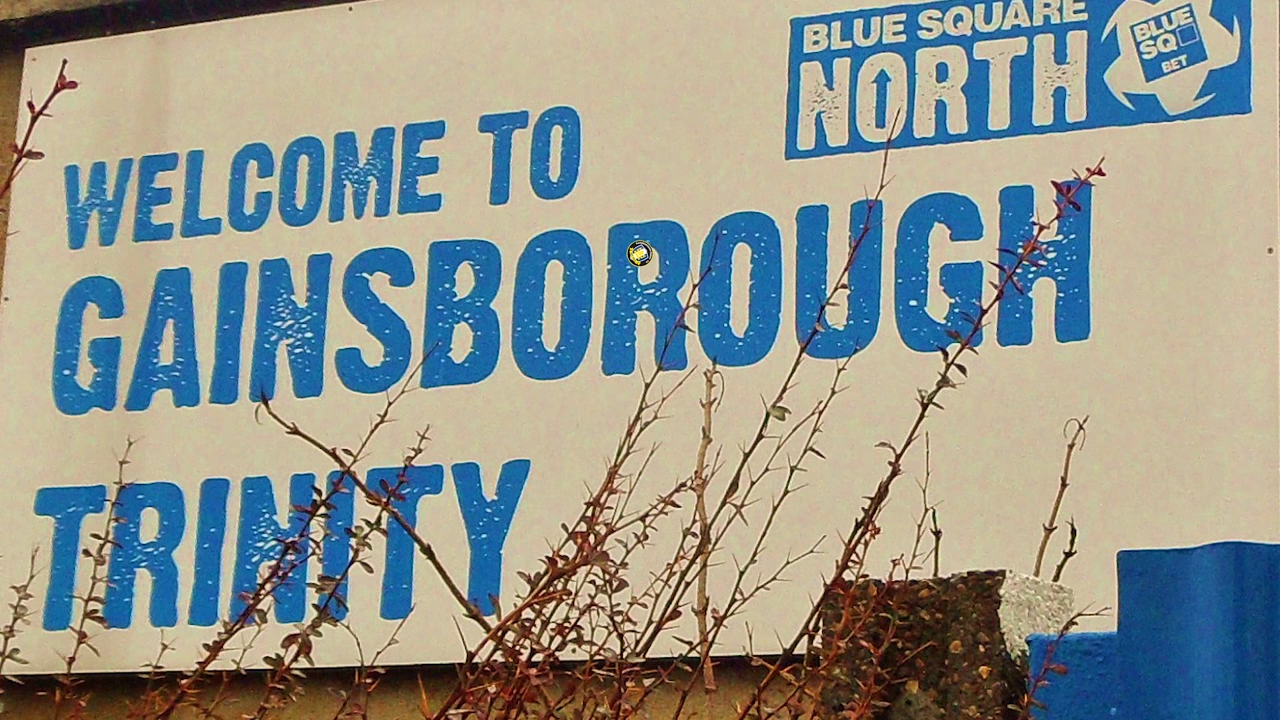 BLUE SQUARE
NORTH
BLUE
SQ
BET
WELCOME TO
GAINSBOROUGH
TRINITY